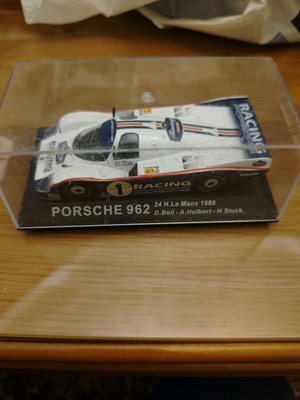 RACING
1 RACING
PORSCHE 962
24 H.Le Mans 1986
D.Bell - A.Holbert - H.Stuck